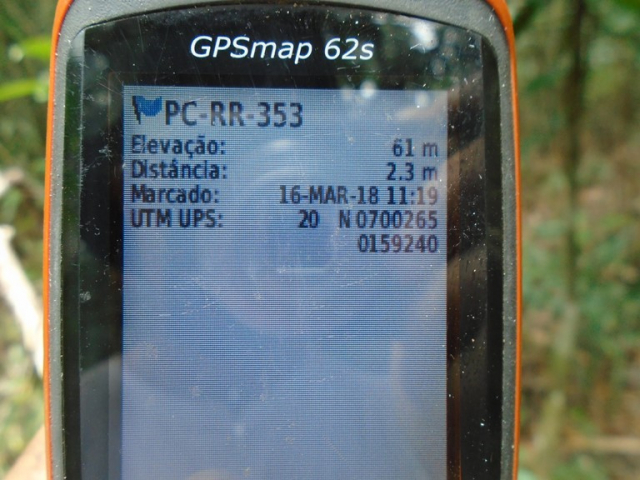 GPSmap 62s
PC-RR-353
Elevação: 61 m
Distância: 2.3 m
Marcado: 16-MAR-18 11:19
UTM UPS: 20 N 0700265
0159240